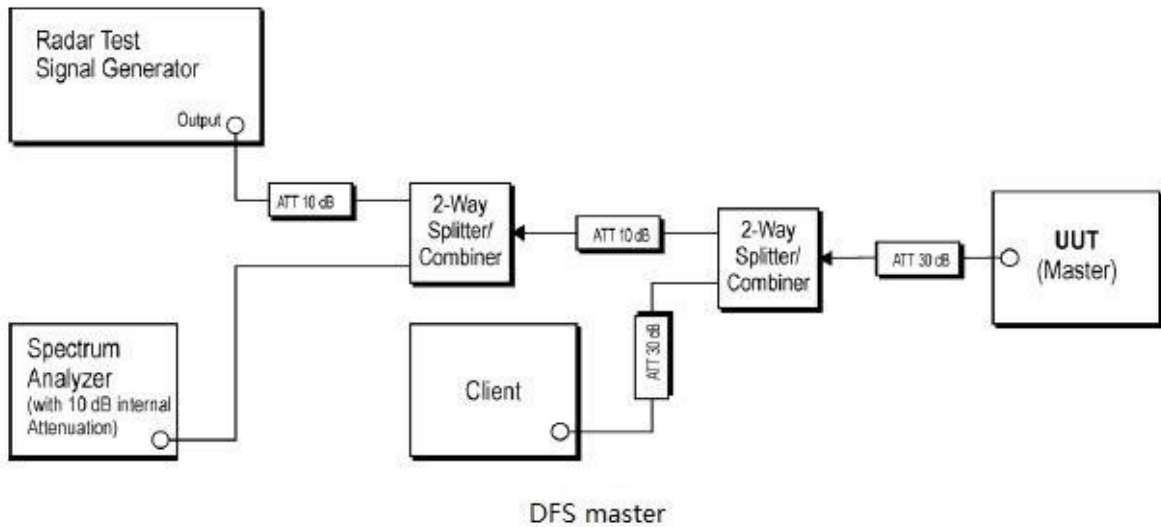 Radar Test
Signal Generator
Output
ATT 10 dB
2-Way
Splitter/
Combiner
ATT 10 dB
2-Way
Splitter/
Combiner
ATT 30 dB
UUT
(Master)
Spectrum
Analyzer
(with 10 dB internal
Attenuation)
Client
ATT 30 dB
DFS master